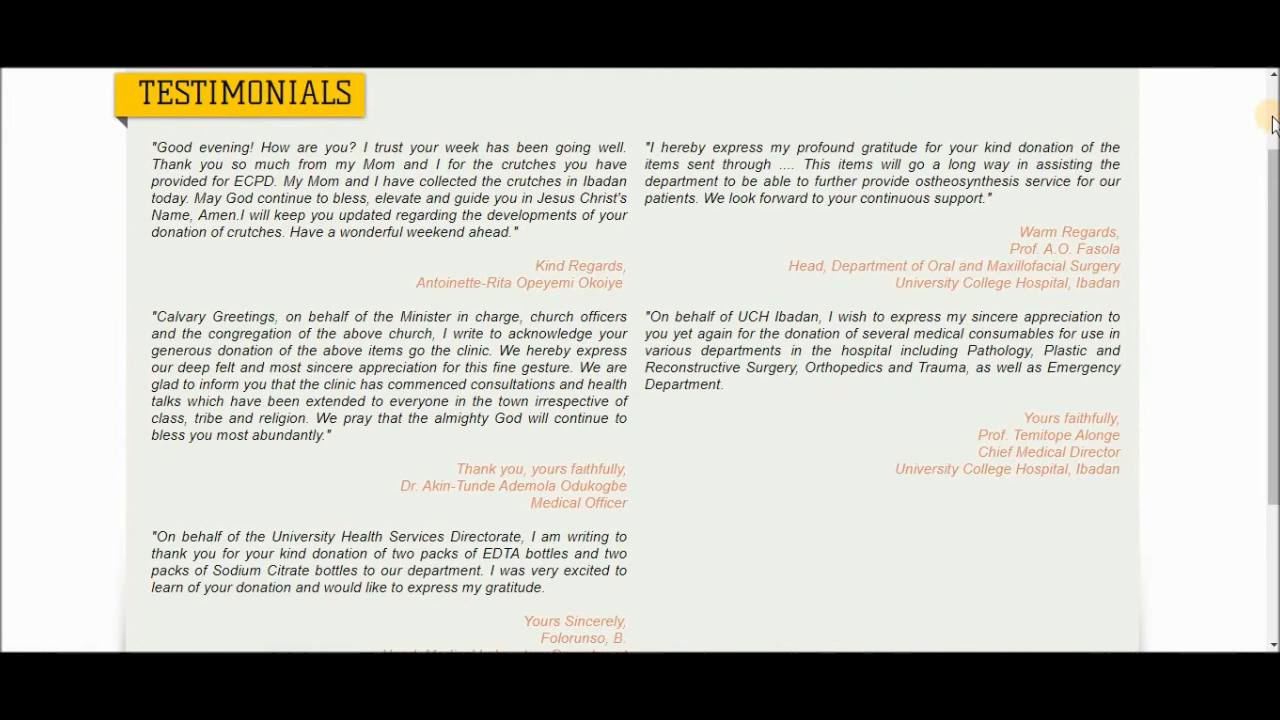 TESTIMONIALS
"Good evening! How are you? I trust your week has been going well.
Thank you so much from my Mom and I for the crutches you have
provided for ECPD. My Mom and I have collected the crutches in Ibadan
today. May God continue to bless, elevate and guide you in Jesus Christ's
Name, Amen.I will keep you updated regarding the developments of your
donation of crutches. Have a wonderful weekend ahead."
Kind Regards,
Antoinette-Rita Opeyemi Okoiye
"Calvary Greetings, on behalf of the Minister in charge, church officers
and the congregation of the above church, I write to acknowledge your
generous donation of the above items go the clinic. We hereby express
our deep felt and most sincere appreciation for this fine gesture. We are
glad to inform you that the clinic has commenced consultations and health
talks which have been extended to everyone in the town irrespective of
class, tribe and religion. We pray that the almighty God will continue to
bless you most abundantly."
Thank you, yours faithfully,
Dr. Akin-Tunde Ademola Odukogbe
Medical Officer
"On behalf of the University Health Services Directorate, I am writing to
thank you for your kind donation of two packs of EDTA bottles and two
packs of Sodium Citrate bottles to our department. I was very excited to
learn of your donation and would like to express my gratitude.
Yours Sincerely,
Folorunso, B.
"I hereby express my profound gratitude for your kind donation of the
items sent through .... This items will go a long way in assisting the
department to be able to further provide ostheosynthesis service for our
patients. We look forward to your continuous support."
Warm Regards,
Prof. A.O. Fasola
Head, Department of Oral and Maxillofacial Surgery
University College Hospital, Ibadan
"On behalf of UCH Ibadan, I wish to express my sincere appreciation to
you yet again for the donation of several medical consumables for use in
various departments in the hospital including Pathology, Plastic and
Reconstructive Surgery, Orthopedics and Trauma, as well as Emergency
Department.
Yours faithfully,
Prof. Temitope Alonge
Chief Medical Director
University College Hospital, Ibadan